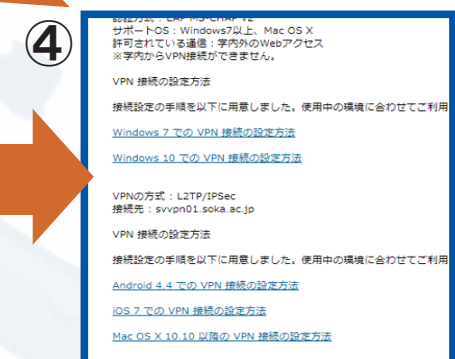 ④
認証方式 : EAP MS-CHAP v2
サポートOS : Windows7以上、Mac OS X
許可されている通信 : 学内外のWebアクセス
※学内からVPN接続ができません。
VPN 接続の設定方法
接続設定の手順を以下に用意しました。使用中の環境に合わせてご利用
Windows 7 での VPN 接続の設定方法
Windows 10 での VPN 接続の設定方法
VPNの方式 : L2TP/IPSec
接続先 : svvpn01.soka.ac.jp
VPN 接続の設定方法
接続設定の手順を以下に用意しました。使用中の環境に合わせてご利用
Android 4.4 での VPN 接続の設定方法
iOS 7 での VPN 接続の設定方法
Mac OS X 10.10 以降の VPN 接続の設定方法